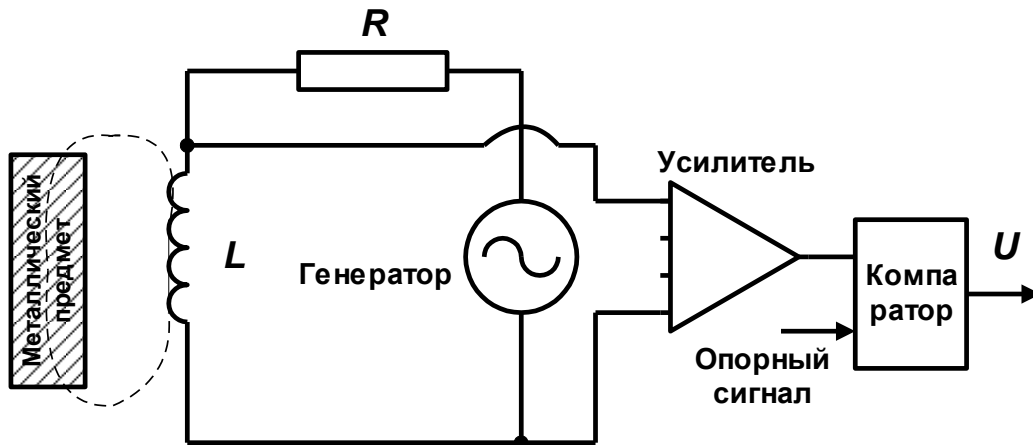 R
Усилитель
Металлический
предмет
L
Генератор
Компа
ратор
U
Опорный
сигнал